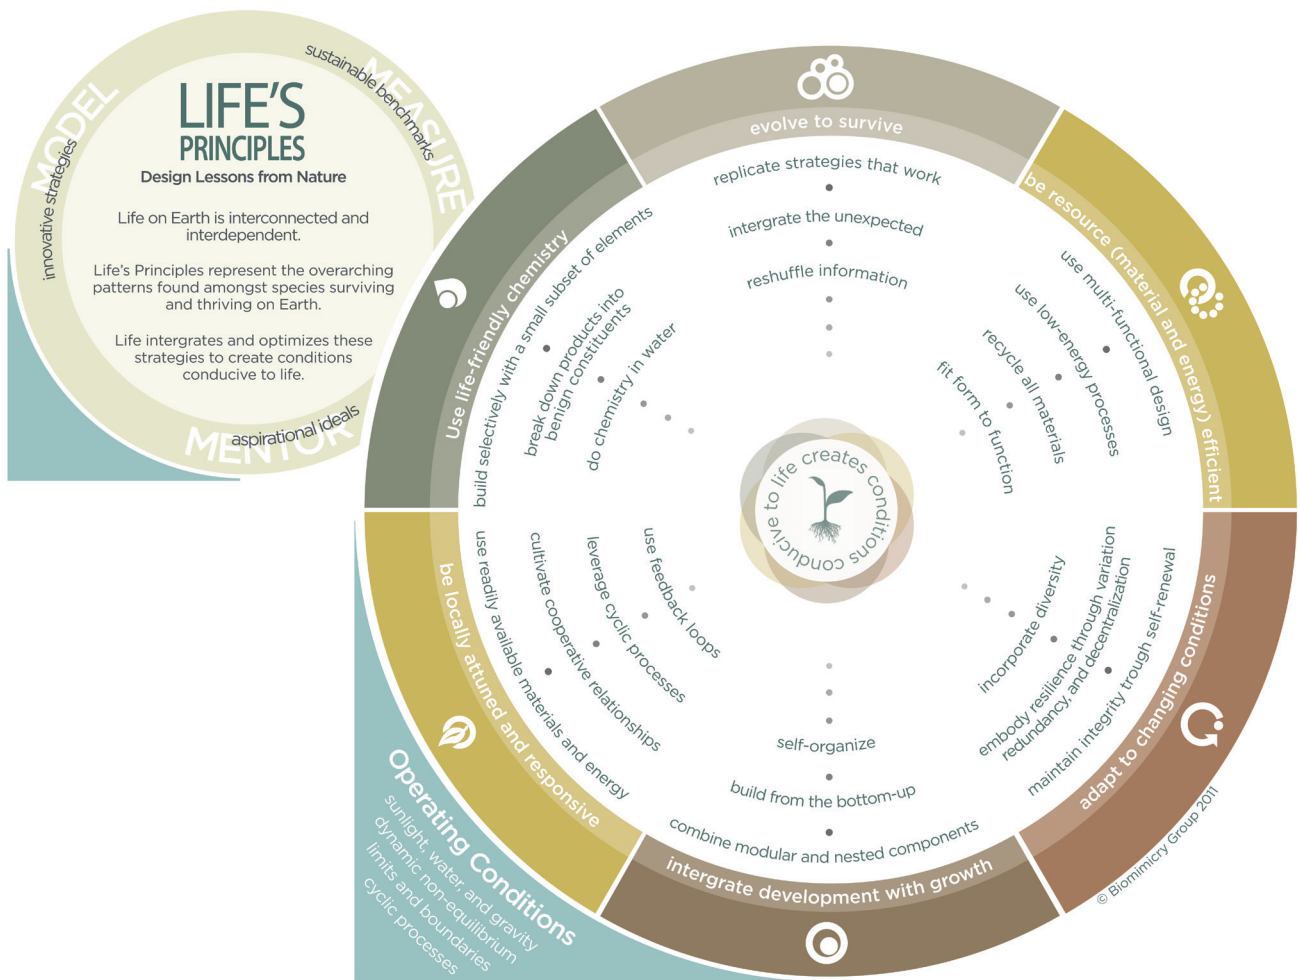 MODEL
innovative strategies
MEASURE
sustainable benchmarks
MENTOR
aspirational ideals
LIFE'S
PRINCIPLES
Design Lessons from Nature
Life on Earth is interconnected and
interdependent.
Life's Principles represent the overarching
patterns found amongst species surviving
and thriving on Earth.
Life intergrates and optimizes these
strategies to create conditions
conducive to life.
evolve to survive
replicate strategies that work
intergrate the unexpected
reshuffle information
be resource (material and energy) efficient
use multi-functional design
use low-energy processes
recycle all materials
fit form to function
adapt to changing conditions
incorporate diversity
embody resilience through variation
redundancy, and decentralization
maintain integrity trough self-renewal
intergrate development with growth
self-organize
build from the bottom-up
combine modular and nested components
be locally attuned and responsive
use readily available materials and energy
cultivate cooperative relationships
leverage cyclic processes
use feedback loops
Use life-friendly chemistry
build selectively with a small subset of elements
break down products into
benign constituents
do chemistry in water
life creates conditions conducive to
Operating Conditions
sunlight, water, and gravity
dynamic non-equilibrium
limits and boundaries
cyclic processes
© Biomimicry Group 2011